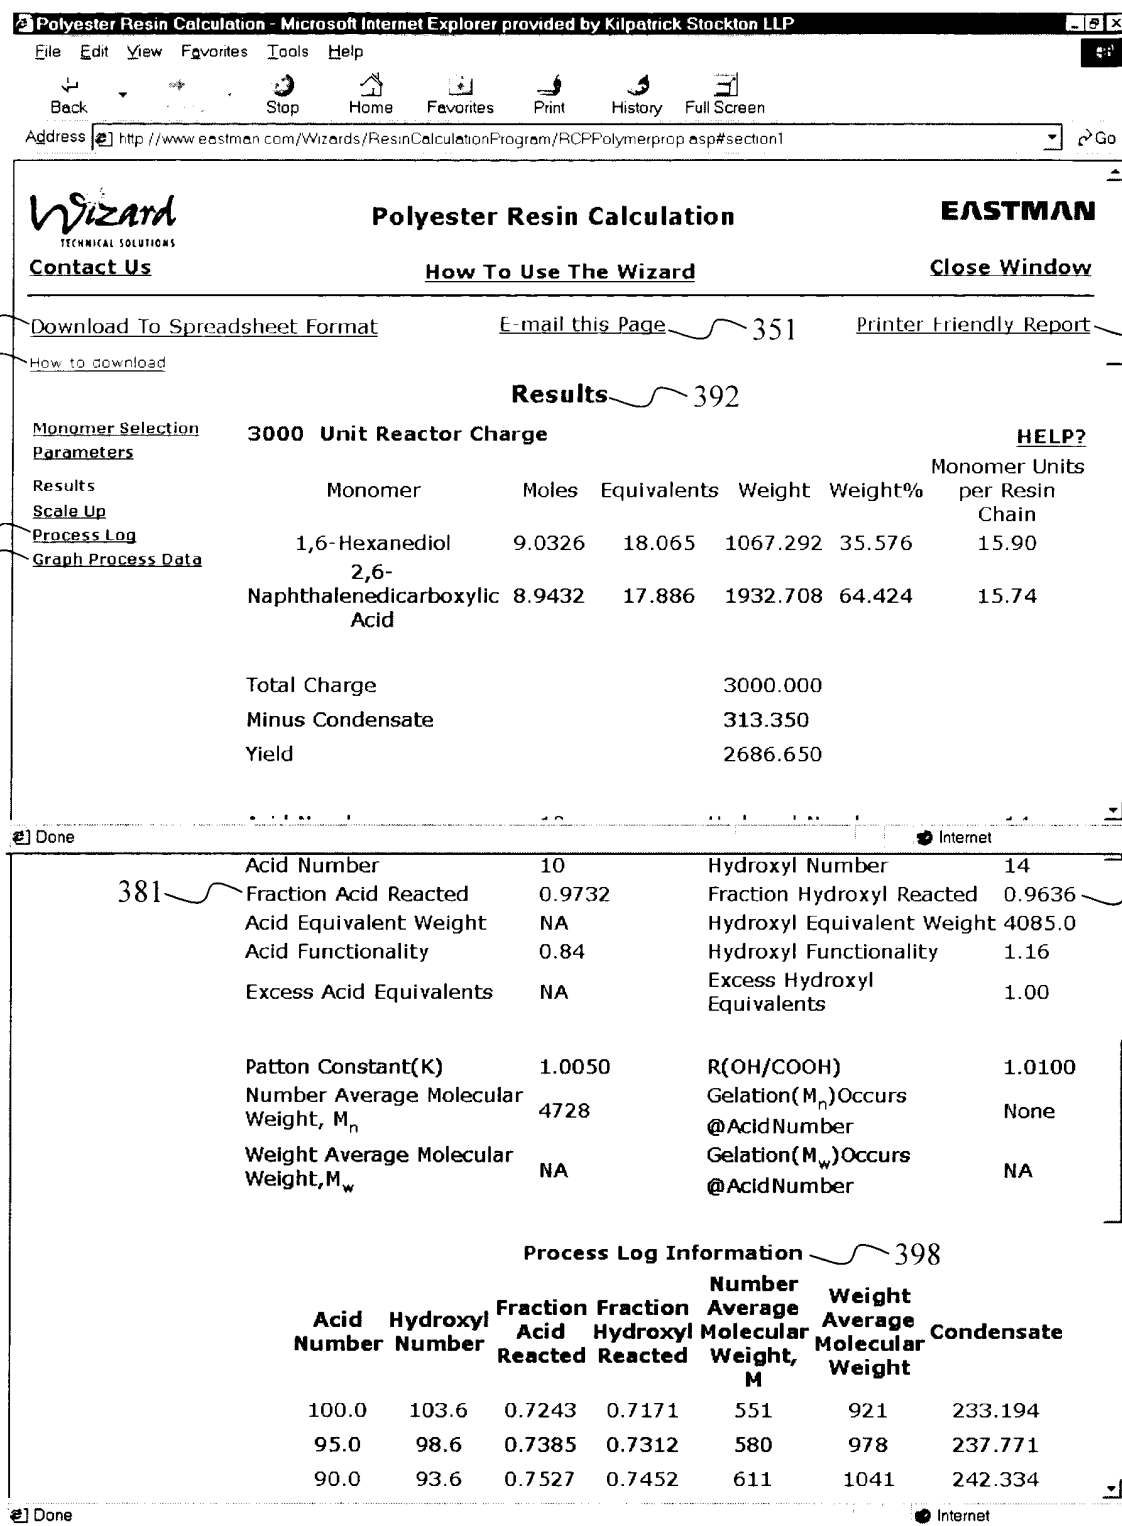 Polyester Resin Calculation - Microsoft Internet Explorer provided by Kilpatrick Stockton LLP
File Edit View Favorites Tools Help
Back Stop Home Favorites Print History Full Screen
Address http://www.eastman.com/Wizards/ResinCalculationProgram/RCPPolymerprop.asp#section1 Go
Wizard Polyester Resin Calculation EASTMAN
TECHNICAL SOLUTIONS
Contact Us How To Use The Wizard Close Window
Download To Spreadsheet Format E-mail this Page 351 Printer Friendly Report
How to download
Results 392
Monomer Selection 3000 Unit Reactor Charge HELP?
Parameters
Results
Scale Up
Process Log
Graph Process Data
Monomer Moles Equivalents Weight Weight% Monomer Units per Resin Chain
1,6-Hexanediol 9.0326 18.065 1067.292 35.576 15.90
2,6-
Naphthalenedicarboxylic 8.9432 17.886 1932.708 64.424 15.74
Acid
Total Charge 3000.000
Minus Condensate 313.350
Yield 2686.650
Done Internet
Acid Number 10 Hydroxyl Number 14
381 Fraction Acid Reacted 0.9732 Fraction Hydroxyl Reacted 0.9636
Acid Equivalent Weight NA Hydroxyl Equivalent Weight 4085.0
Acid Functionality 0.84 Hydroxyl Functionality 1.16
Excess Acid Equivalents NA Excess Hydroxyl Equivalents 1.00
Patton Constant(K) 1.0050 R(OH/COOH) 1.0100
Number Average Molecular Weight, Mn 4728 Gelation(Mn)Occurs @AcidNumber None
Weight Average Molecular Weight,Mw NA Gelation(Mw)Occurs @AcidNumber NA
Process Log Information 398
Acid Number Hydroxyl Number Fraction Acid Reacted Fraction Hydroxyl Reacted Number Average Molecular Weight, M Weight Average Molecular Weight Condensate
100.0 103.6 0.7243 0.7171 551 921 233.194
95.0 98.6 0.7385 0.7312 580 978 237.771
90.0 93.6 0.7527 0.7452 611 1041 242.334
Done Internet